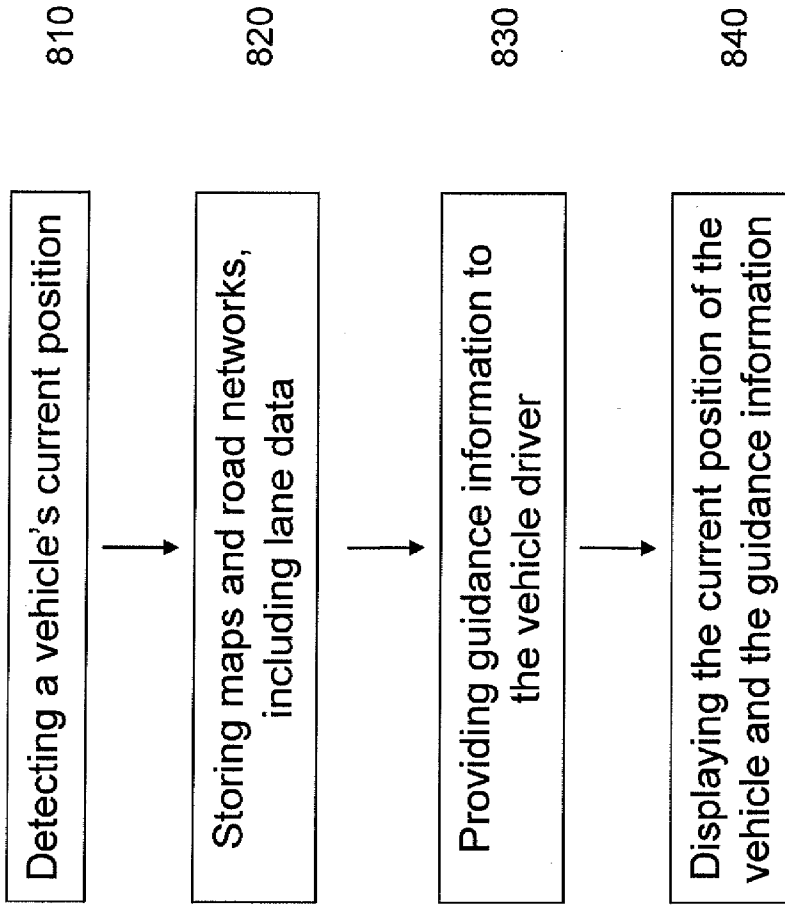 Detecting a vehicle's current position
810
Storing maps and road networks,
including lane data
820
Providing guidance information to
the vehicle driver
830
Displaying the current position of the
vehicle and the guidance information
840